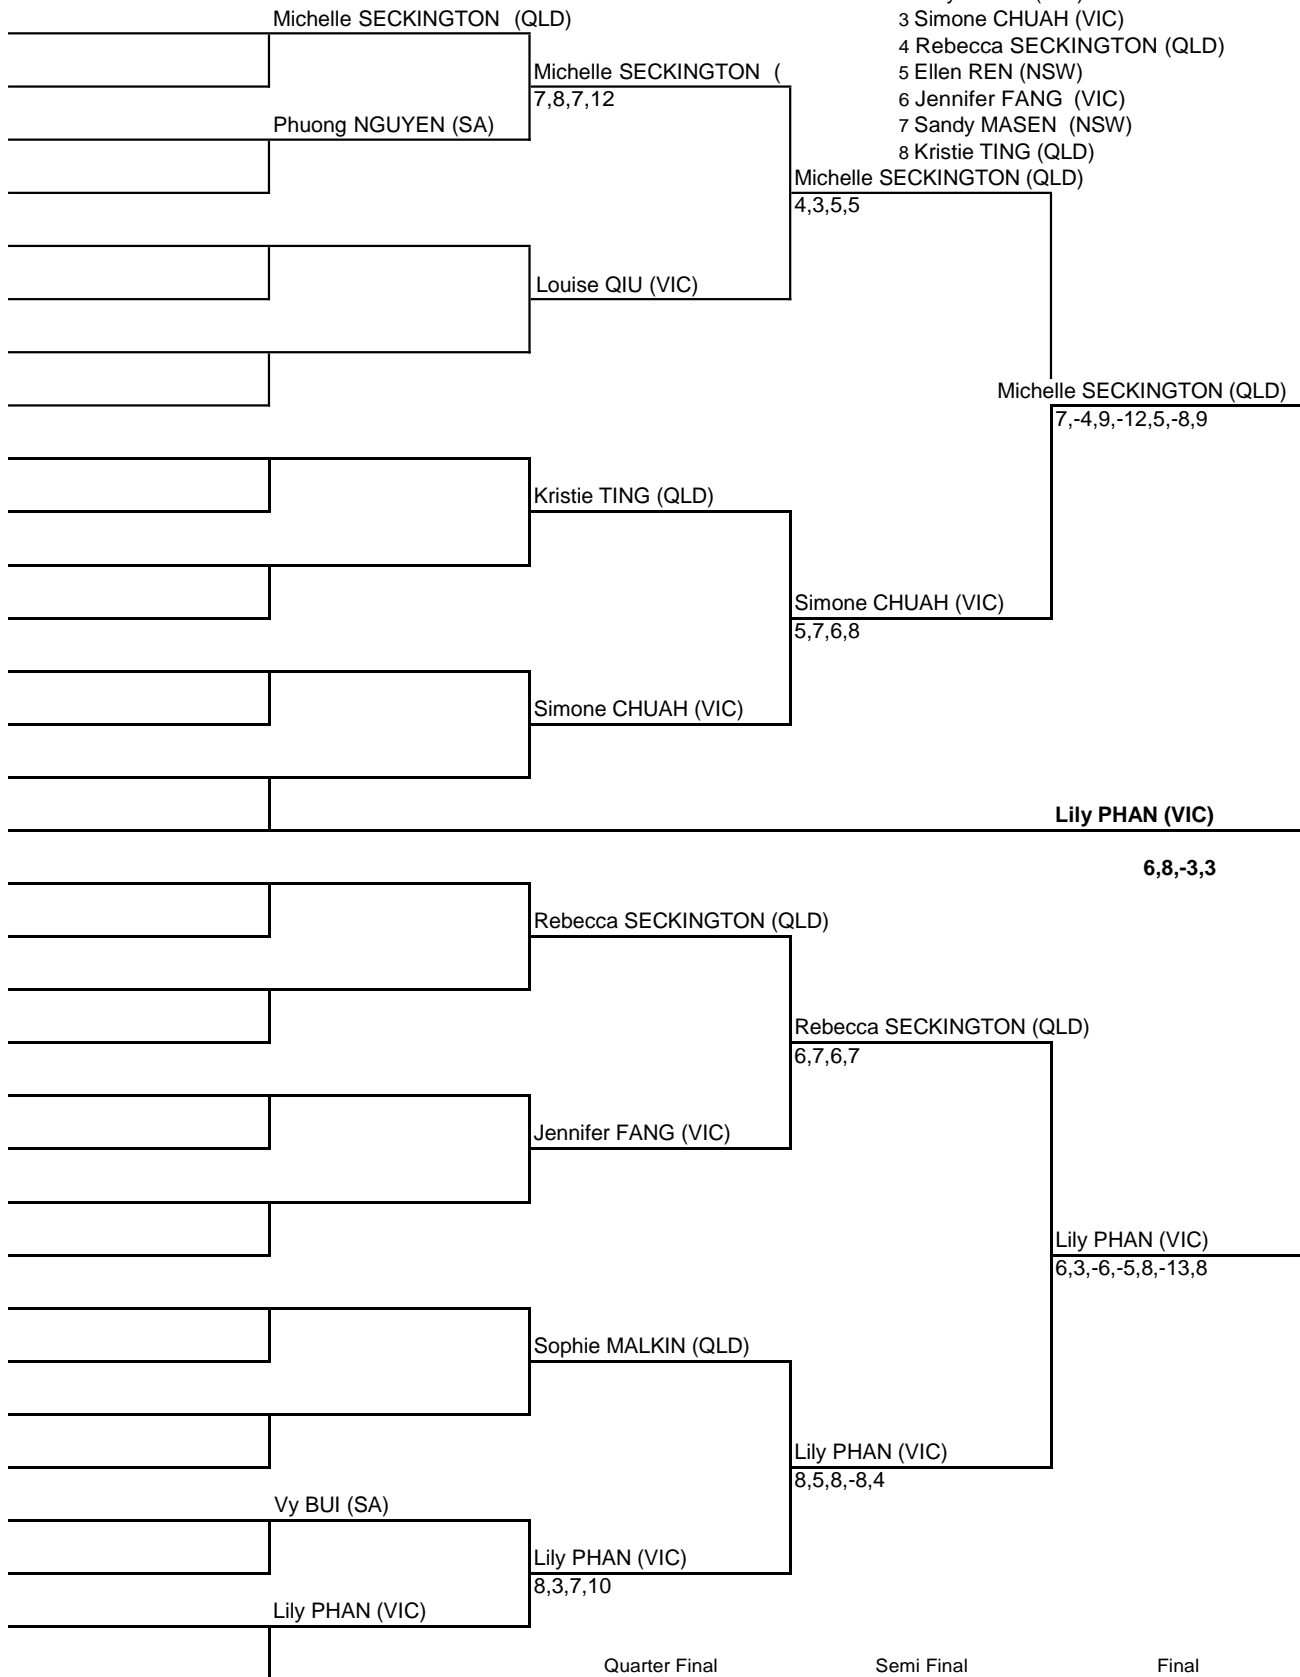 Michelle SECKINGTON (QLD)
3 Simone CHUAH (VIC)
4 Rebecca SECKINGTON (QLD)
Michelle SECKINGTON (
5 Ellen REN (NSW)
7,8,7,12
6 Jennifer FANG (VIC)
Phuong NGUYEN (SA)
7 Sandy MASEN (NSW)
8 Kristie TING (QLD)
Michelle SECKINGTON (QLD)
4,3,5,5
Louise QIU (VIC)
Michelle SECKINGTON (QLD)
7,-4,9,-12,5,-8,9
Kristie TING (QLD)
Simone CHUAH (VIC)
5,7,6,8
Simone CHUAH (VIC)
Lily PHAN (VIC)
6,8,-3,3
Rebecca SECKINGTON (QLD)
Rebecca SECKINGTON (QLD)
6,7,6,7
Jennifer FANG (VIC)
Lily PHAN (VIC)
6,3,-6,-5,8,-13,8
Sophie MALKIN (QLD)
Lily PHAN (VIC)
8,5,8,-8,4
Vy BUI (SA)
Lily PHAN (VIC)
8,3,7,10
Lily PHAN (VIC)
Quarter Final Semi Final Final